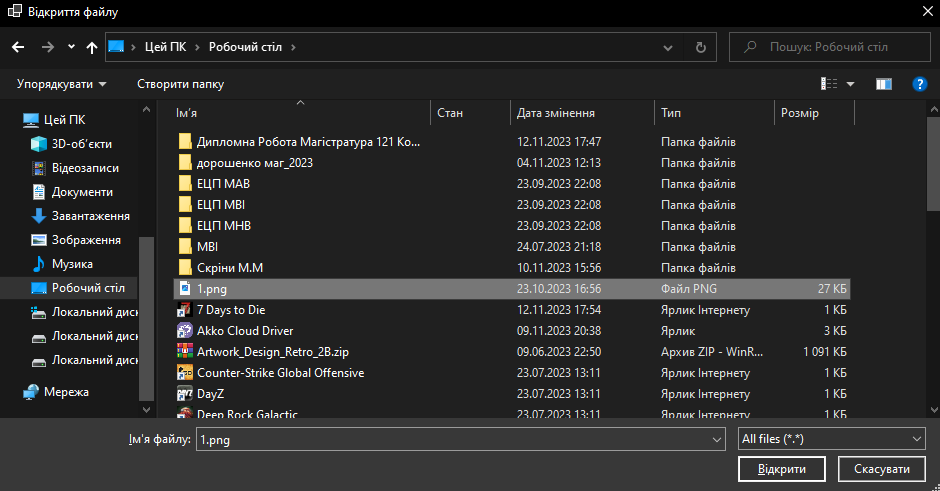 Відкриття файлу
Цей ПК
Робочий стіл
Пошук: Робочий стіл
Упорядкувати
Створити папку
Цей ПК
3D-об'єкти
Відеозаписи
Документи
Завантаження
Зображення
Музика
Робочий стіл
Локальний диск
Локальний диск
Локальний диск
Мережа
Ім'я Стан Дата змінення Тип Розмір
Дипломна Робота Магістратура 121 Ко... 12.11.2023 17:47 Папка файлів
дорошенко маг_2023 04.11.2023 12:13 Папка файлів
ЕЦП МАВ 23.09.2023 22:08 Папка файлів
ЕЦП МВІ 23.09.2023 22:08 Папка файлів
ЕЦП МНВ 23.09.2023 22:08 Папка файлів
МВІ 24.07.2023 21:18 Папка файлів
Скріни М.М 10.11.2023 15:56 Папка файлів
1.png 23.10.2023 16:56 Файл PNG 27 КБ
7 Days to Die 12.11.2023 17:54 Ярлик Інтернету 1 КБ
Akko Cloud Driver 09.11.2023 20:38 Ярлик 3 КБ
Artwork_Design_Retro_2B.zip 09.06.2023 22:50 Архив ZIP - WinR... 1 091 КБ
Counter-Strike Global Offensive 23.07.2023 13:11 Ярлик Інтернету 1 КБ
DayZ 23.07.2023 13:11 Ярлик Інтернету 1 КБ
Deep Rock Galactic 23.07.2023 13:11 Ярлик Інтернету 1 КБ
Ім'я файлу: 1.png All files (*.*)
Відкрити Скасувати